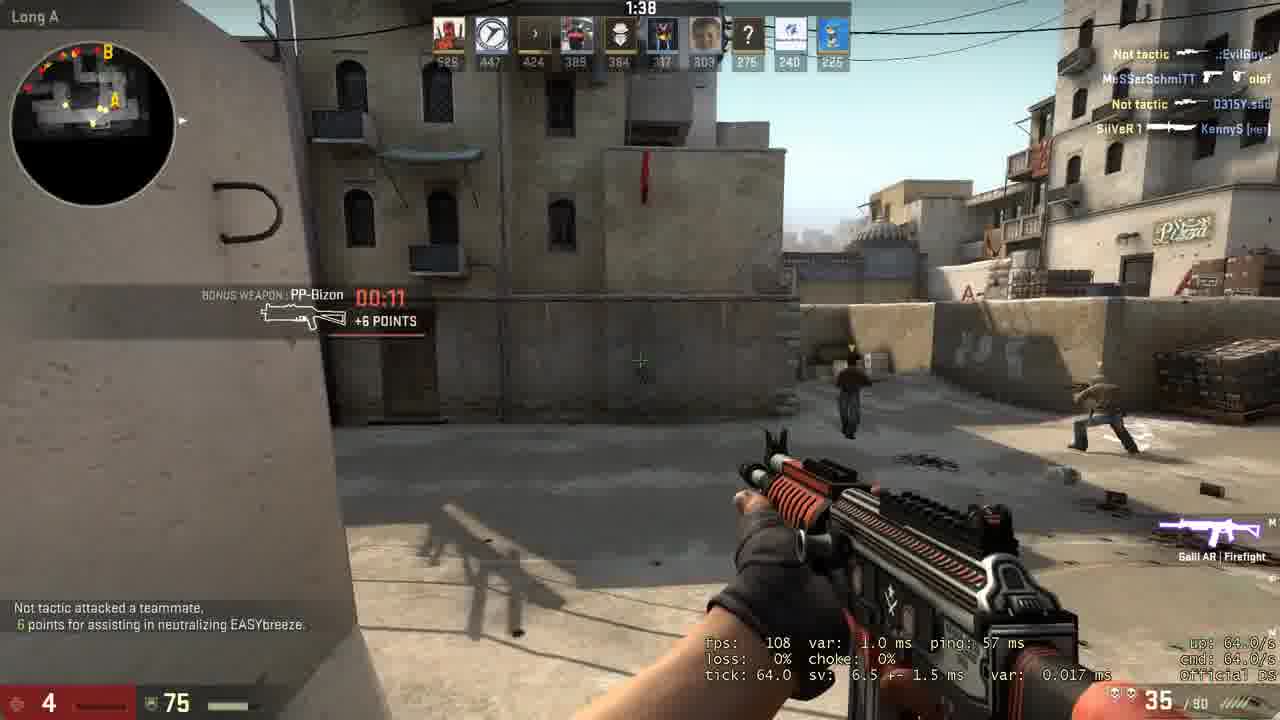 Long A
1:38
B
A
?
529 447 424 389 384 317 303 275 240 225
Not tactic .:EvilGuy:.
MeSSerSchmiTT olof
Not tactic D315Y.ssd
SiiVeR 1 KennyS
Pizza
A
BONUS WEAPON: PP-Bizon 00:11
+6 POINTS
Galil AR | Firefight
Not tactic attacked a teammate.
6 points for assisting in neutralizing EASYbreeze.
fps: 108 var: 1.0 ms ping: 57 ms
loss: 0% choke: 0%
tick: 64.0 sv: 6.5 +- 1.5 ms var: 0.017 ms
up: 64.0/s
cmd: 64.0/s
Official DS
4 75
35 / 90